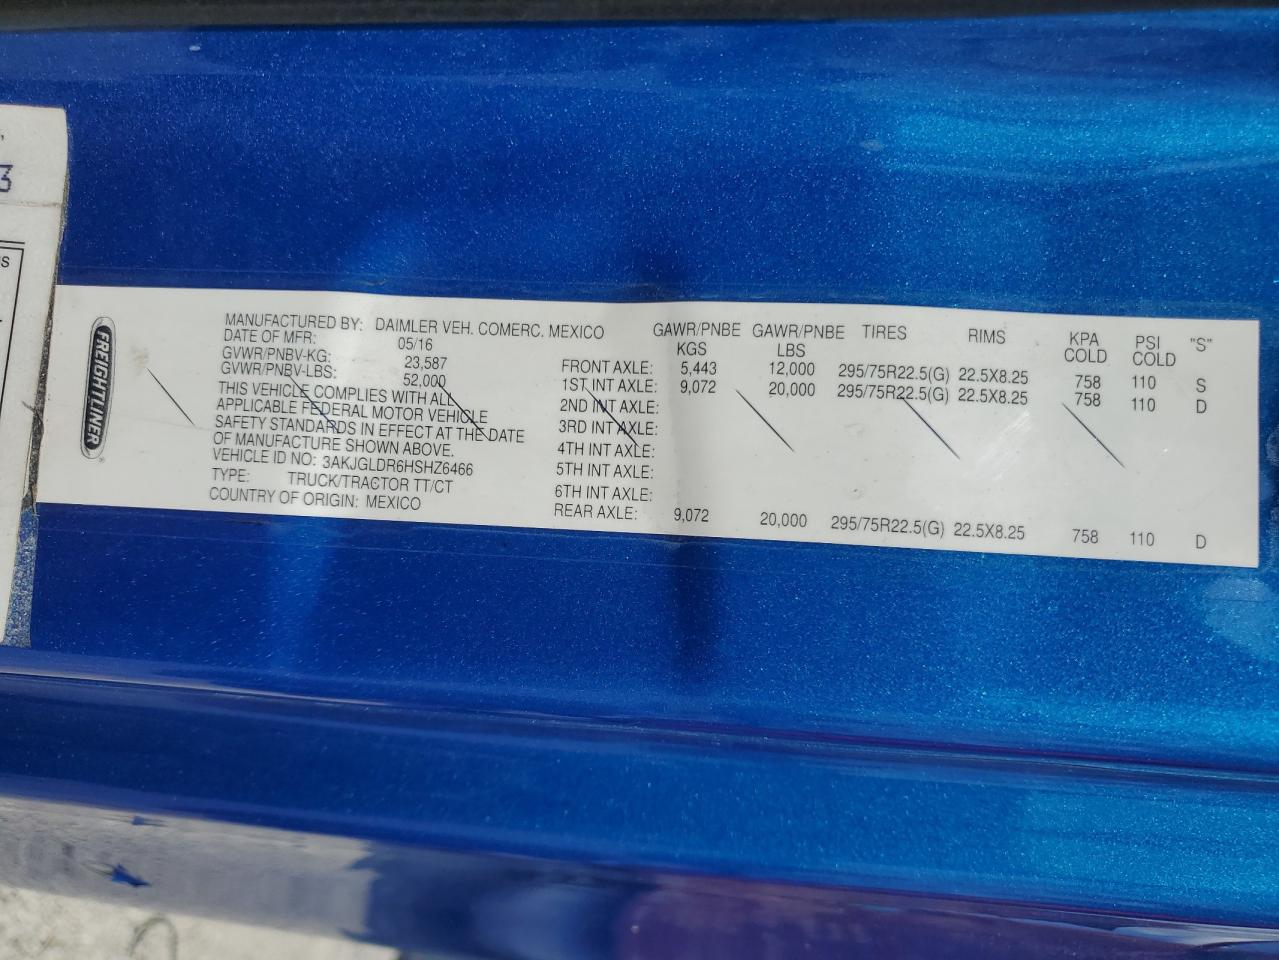 3
FREIGHTLINER
MANUFACTURED BY: DAIMLER VEH. COMERC. MEXICO
DATE OF MFR: 05/16
GVWR/PNBV-KG: 23,587
GVWR/PNBV-LBS: 52,000
THIS VEHICLE COMPLIES WITH ALL
APPLICABLE FEDERAL MOTOR VEHICLE
SAFETY STANDARDS IN EFFECT AT THE DATE
OF MANUFACTURE SHOWN ABOVE.
VEHICLE ID NO: 3AKJGLDR6HSHZ6466
TYPE: TRUCK/TRACTOR TT/CT
COUNTRY OF ORIGIN: MEXICO
GAWR/PNBE GAWR/PNBE TIRES RIMS KPA PSI "S"
KGS LBS COLD COLD
FRONT AXLE: 5,443 12,000 295/75R22.5(G) 22.5X8.25 758 110 S
1ST INT AXLE: 9,072 20,000 295/75R22.5(G) 22.5X8.25 758 110 D
2ND INT AXLE:
3RD INT AXLE:
4TH INT AXLE:
5TH INT AXLE:
6TH INT AXLE:
REAR AXLE: 9,072 20,000 295/75R22.5(G) 22.5X8.25 758 110 D